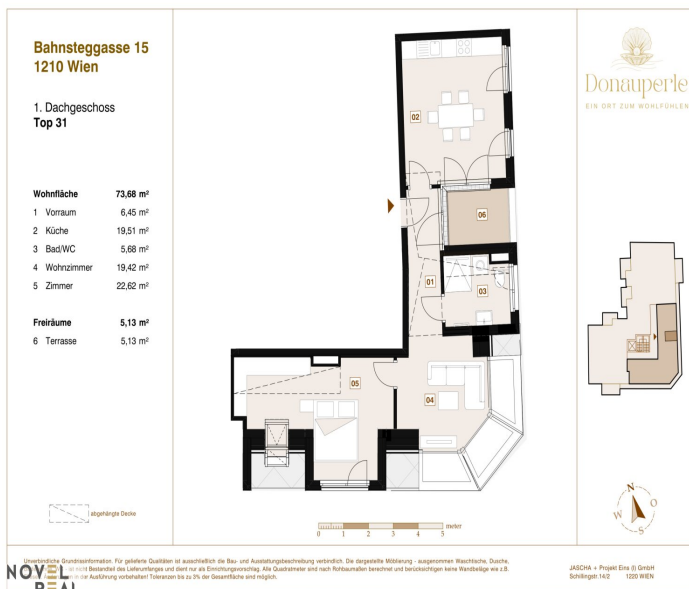 Bahnsteggasse 15
1210 Wien
1. Dachgeschoss
Top 31
Wohnfläche 73,68 m²
1 Vorraum 6,45 m²
2 Küche 19,51 m²
3 Bad/WC 5,68 m²
4 Wohnzimmer 19,42 m²
5 Zimmer 22,62 m²
Freiräume 5,13 m²
6 Terrasse 5,13 m²
abgehängte Decke
02
06
01
03
05
04
0 1 2 3 4 5 meter
Donauperle
EIN ORT ZUM WOHLFÜHLEN
N
W O
S
Unverbindliche Grundrissinformation. Für gelieferte Qualitäten ist ausschließlich die Bau- und Ausstattungsbeschreibung verbindlich. Die dargestellte Möblierung - ausgenommen Waschtische, Dusche,
ist nicht Bestandteil des Lieferumfanges und dient nur als Einrichtungsvorschlag. Alle Quadratmeter sind nach Rohbaumaßen berechnet und berücksichtigen keine Wandbeläge wie z.B.
in der Ausführung vorbehalten! Toleranzen bis zu 3% der Gesamtfläche sind möglich.
JASCHA + Projekt Eins (I) GmbH
Schillingstr.14/2 1220 WIEN
NOVEL
REAL